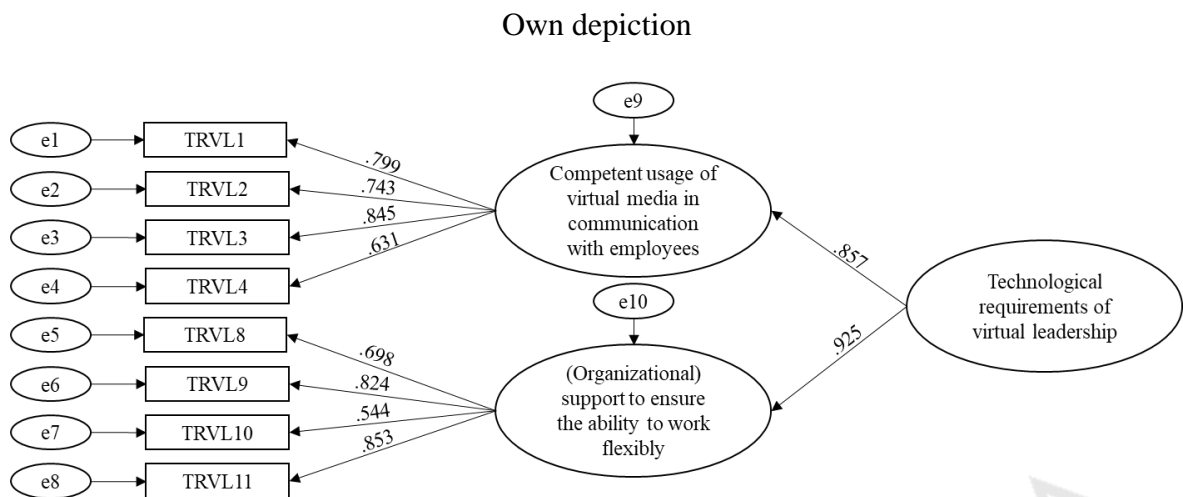 Own depiction
e9
e1
TRVL1
.799
Competent usage of
virtual media in
communication
with employees
e2
TRVL2
.743
e3
TRVL3
.845
e4
TRVL4
.631
.857
Technological
requirements of
virtual leadership
e10
e5
TRVL8
.698
.925
(Organizational)
support to ensure
the ability to work
flexibly
e6
TRVL9
.824
e7
TRVL10
.544
e8
TRVL11
.853